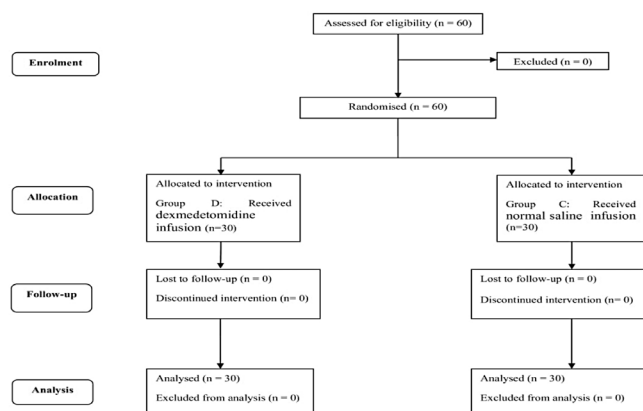 Assessed for eligibility (n = 60)
Enrolment
Excluded (n = 0)
Randomised (n = 60)
Allocation
Allocated to intervention
Group D: Received
dexmedetomidine
infusion (n=30)
Allocated to intervention
Group C: Received
normal saline infusion
(n=30)
Follow-up
Lost to follow-up (n = 0)
Discontinued intervention (n= 0)
Lost to follow-up (n = 0)
Discontinued intervention (n= 0)
Analysis
Analysed (n = 30)
Excluded from analysis (n = 0)
Analysed (n = 30)
Excluded from analysis (n = 0)